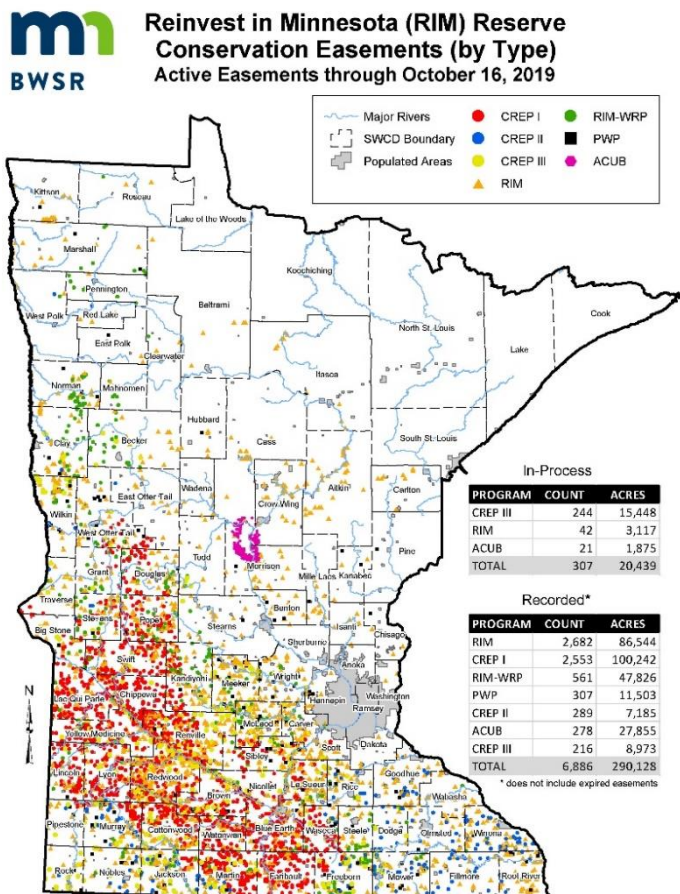 BWSR
Reinvest in Minnesota (RIM) Reserve
Conservation Easements (by Type)
Active Easements through October 16, 2019
Major Rivers
SWCD Boundary
Populated Areas
CREP I
CREP II
CREP III
RIM
RIM-WRP
PWP
ACUB
Kittson
Roseau
Lake of the Woods
Marshall
Koochiching
Pennington
Beltrami
Cook
West Polk
Red Lake
North St. Louis
Lake
East Polk
Clearwater
Itasca
Norman
Mahnomen
Hubbard
Cass
South St. Louis
Clay
Becker
Wadena
Aitkin
Carlton
East Otter Tail
Crow Wing
Wilkin
West Otter Tail
Todd
Pine
Grant
Douglas
Morrison
Mille Lacs
Kanabec
Traverse
Stevens
Pope
Benton
Big Stone
Stearns
Isanti
Sherburne
Chisago
Swift
Anoka
Kandiyohi
Meeker
Wright
Washington
Lac Qui Parle
Chippewa
Hennepin
Ramsey
McLeod
Carver
Yellow Medicine
Renville
Scott
Dakota
Sibley
Lincoln
Lyon
Redwood
Goodhue
Nicollet
Le Sueur
Rice
Brown
Wabasha
Pipestone
Murray
Cottonwood
Watonwan
Blue Earth
Waseca
Steele
Dodge
Olmsted
Winona
Rock
Nobles
Jackson
Martin
Faribault
Freeborn
Mower
Fillmore
Root River
N
In-Process
PROGRAM COUNT ACRES
CREP III 244 15,448
RIM 42 3,117
ACUB 21 1,875
TOTAL 307 20,439
Recorded*
PROGRAM COUNT ACRES
RIM 2,682 86,544
CREP I 2,553 100,242
RIM-WRP 561 47,826
PWP 307 11,503
CREP II 289 7,185
ACUB 278 27,855
CREP III 216 8,973
TOTAL 6,886 290,128
* does not include expired easements